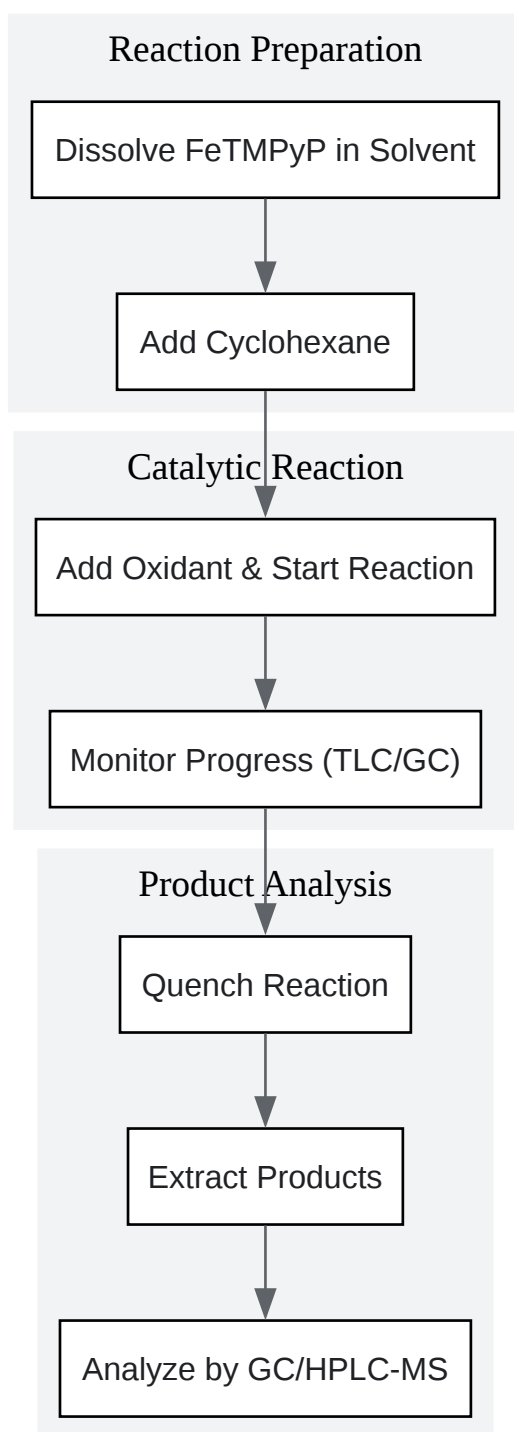 Reaction Preparation
Dissolve FeTMPyP in Solvent
Add Cyclohexane
Catalytic Reaction
Add Oxidant & Start Reaction
Monitor Progress (TLC/GC)
Product Analysis
Quench Reaction
Extract Products
Analyze by GC/HPLC-MS